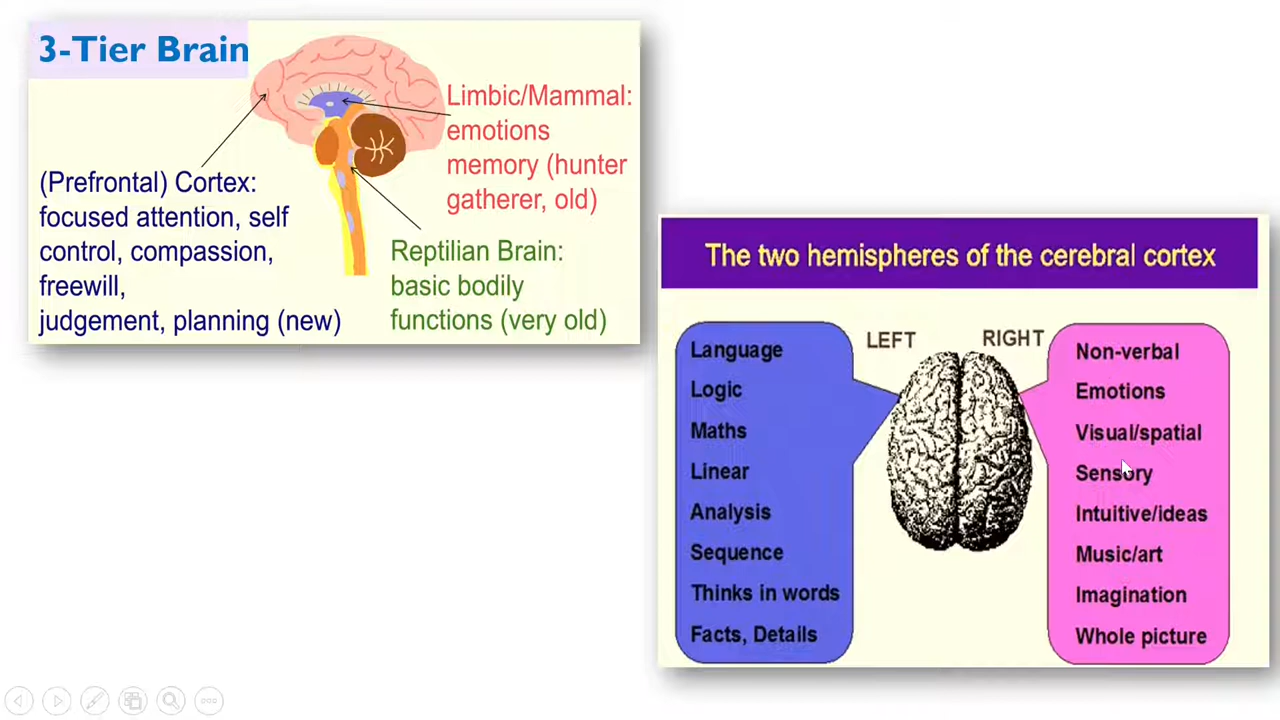 3-Tier Brain
Limbic/Mammal:
emotions
memory (hunter
gatherer, old)
(Prefrontal) Cortex:
focused attention, self
control, compassion,
freewill,
judgement, planning (new)
Reptilian Brain:
basic bodily
functions (very old)
The two hemispheres of the cerebral cortex
LEFT
RIGHT
Language
Logic
Maths
Linear
Analysis
Sequence
Thinks in words
Facts, Details
Non-verbal
Emotions
Visual/spatial
Sensory
Intuitive/ideas
Music/art
Imagination
Whole picture